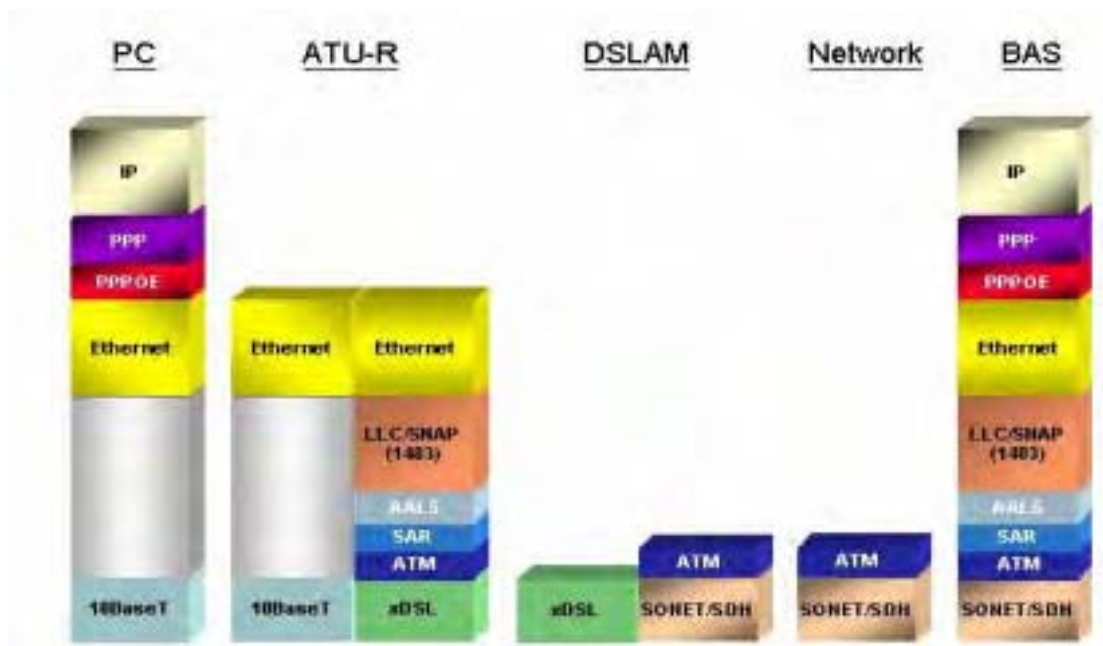 PC
ATU-R
DSLAM
Network
BAS
IP
PPP
PPPOE
Ethernet
10BaseT
Ethernet
10BaseT
Ethernet
LLC/SNAP
(1483)
AAL5
SAR
ATM
xDSL
xDSL
ATM
SONET/SDH
ATM
SONET/SDH
IP
PPP
PPPOE
Ethernet
LLC/SNAP
(1483)
AAL5
SAR
ATM
SONET/SDH